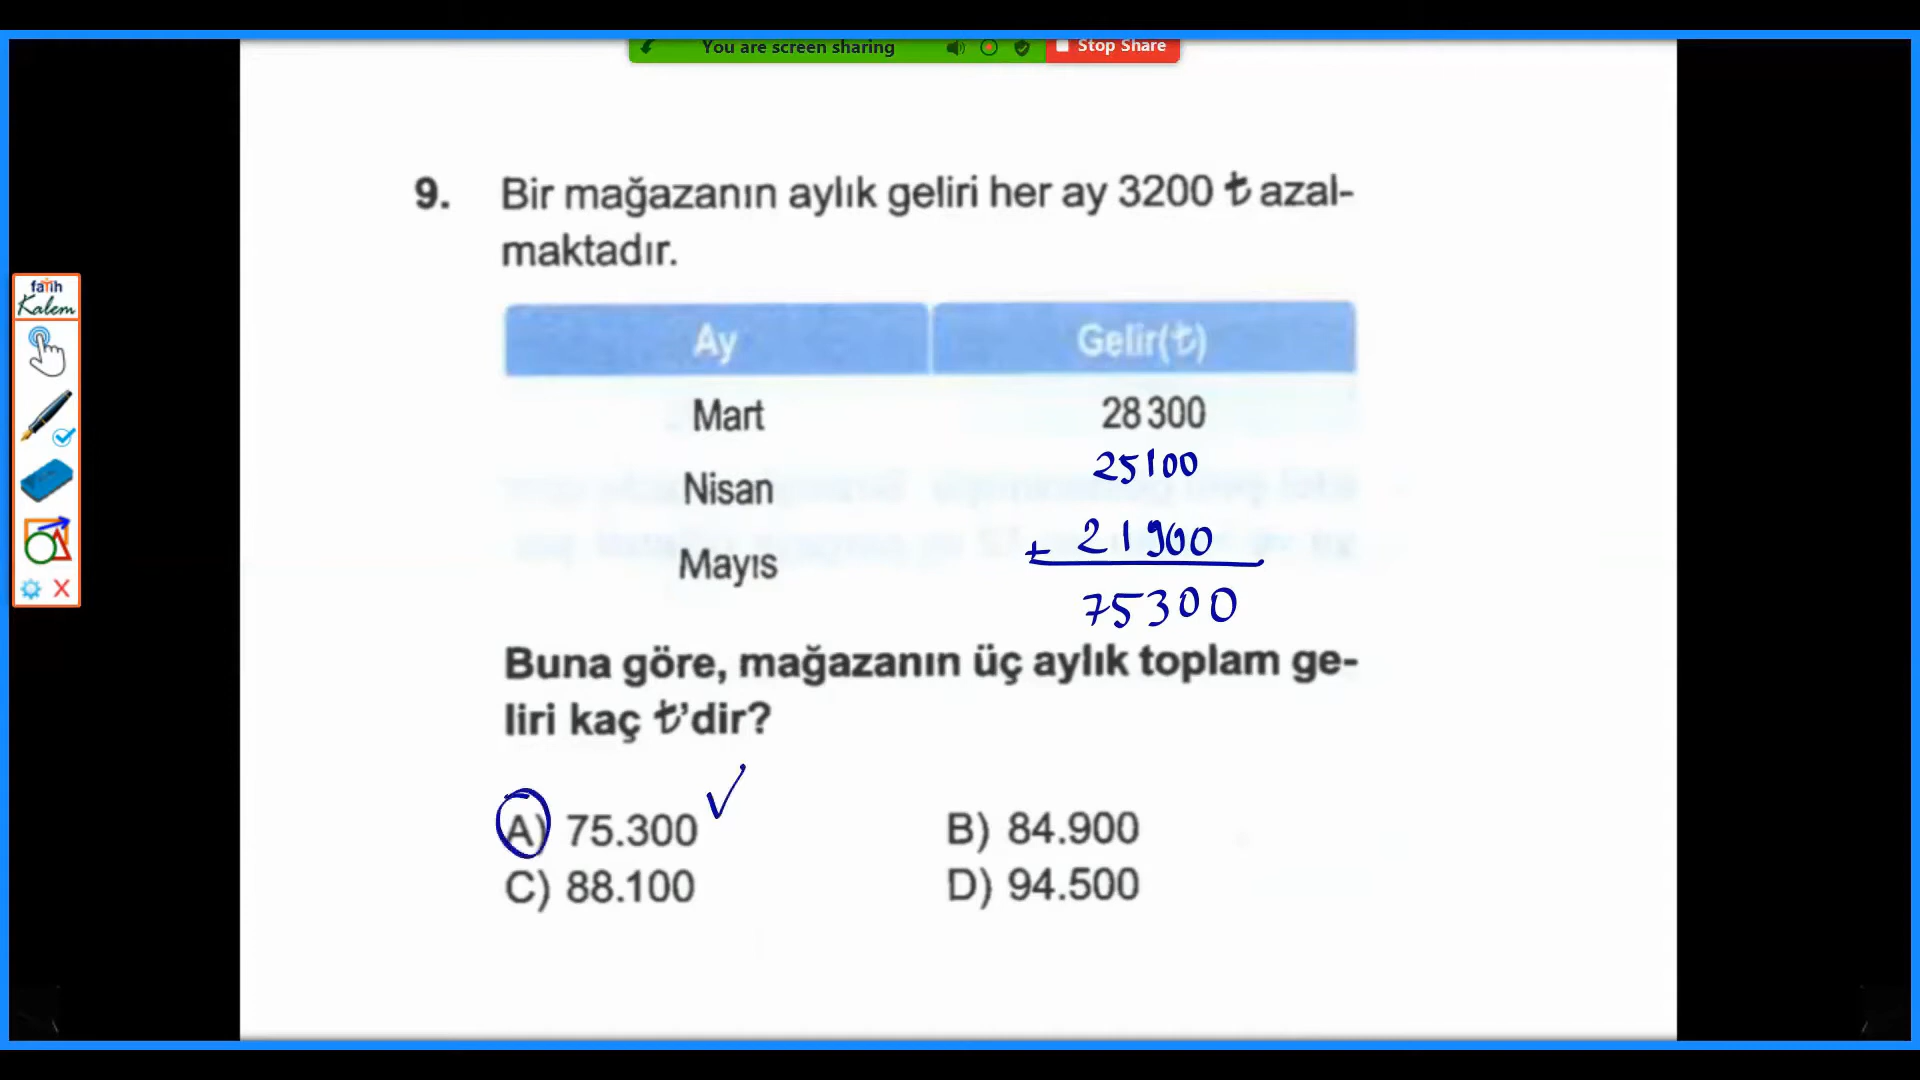 You are screen sharing
Stop Share
fatih
Kalem
9. Bir mağazanın aylık geliri her ay 3200 ₺ azal-
maktadır.
Ay Gelir(₺)
Mart 28 300
Nisan 25100
Mayıs + 21900
75300
Buna göre, mağazanın üç aylık toplam ge-
liri kaç ₺'dir?
A) 75.300 ✓ B) 84.900
C) 88.100 D) 94.500